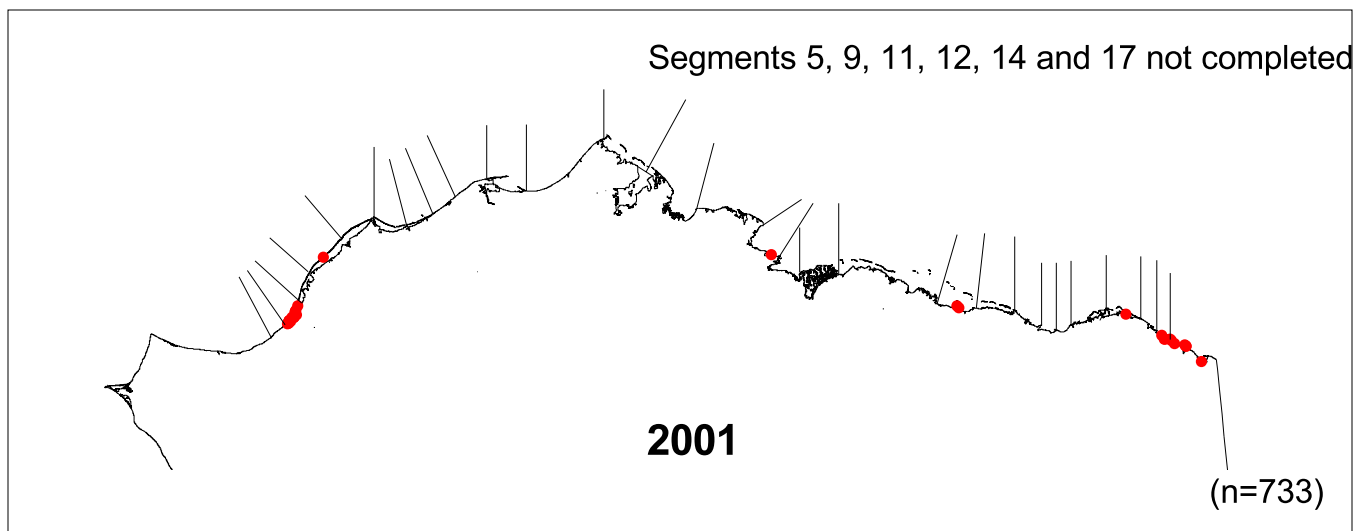 Segments 5, 9, 11, 12, 14 and 17 not completed
2001
(n=733)